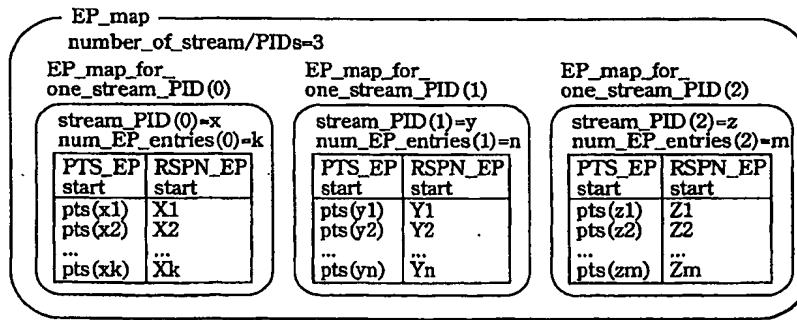 EP_map
number_of_stream/PIDs=3
EP_map_for_
one_stream_PID(0)
stream_PID(0)=x
num_EP_entries(0)=k
PTS_EP RSPN_EP
start start
pts(x1) X1
pts(x2) X2
... ...
pts(xk) Xk
EP_map_for_
one_stream_PID(1)
stream_PID(1)=y
num_EP_entries(1)=n
PTS_EP RSPN_EP
start start
pts(y1) Y1
pts(y2) Y2
... ...
pts(yn) Yn
EP_map_for_
one_stream_PID(2)
stream_PID(2)=z
num_EP_entries(2)=m
PTS_EP RSPN_EP
start start
pts(z1) Z1
pts(z2) Z2
... ...
pts(zm) Zm